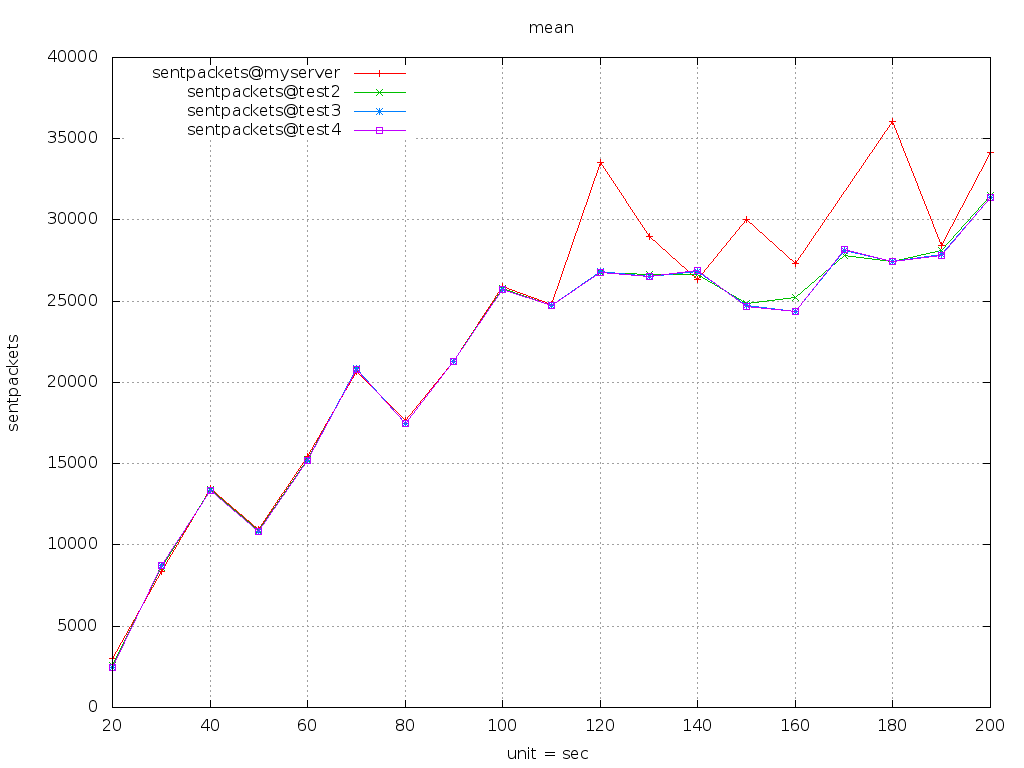 mean
40000
35000
30000
25000
20000
15000
10000
5000
0
sentpackets@myserver
sentpackets@test2
sentpackets@test3
sentpackets@test4
sentpackets
20 40 60 80 100 120 140 160 180 200
unit = sec